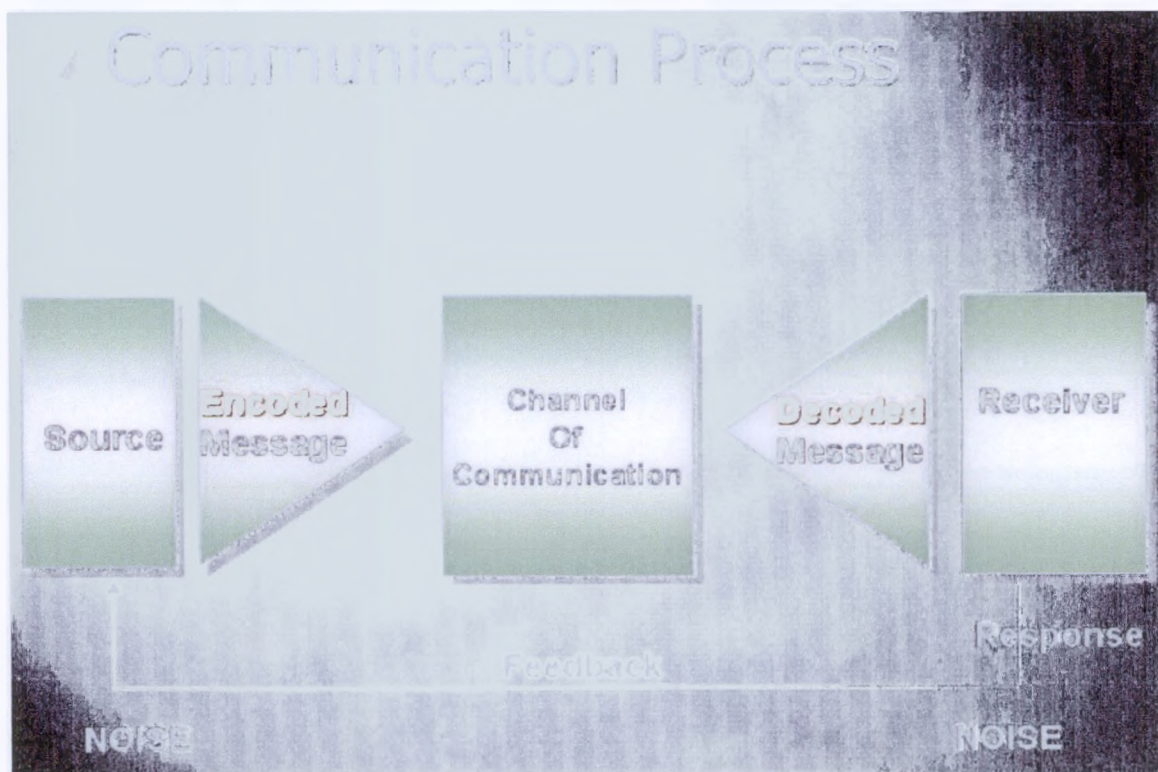 Communication Process
Source
Encoded
Message
Channel
Of
Communication
Decoded
Message
Receiver
Response
Feedback
NOISE
NOISE